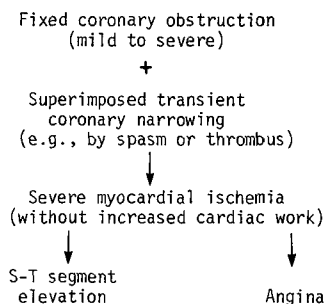 Fixed coronary obstruction
(mild to severe)
+
Superimposed transient
coronary narrowing
(e.g., by spasm or thrombus)
Severe myocardial ischemia
(without increased cardiac work)
S-T segment
elevation
Angina